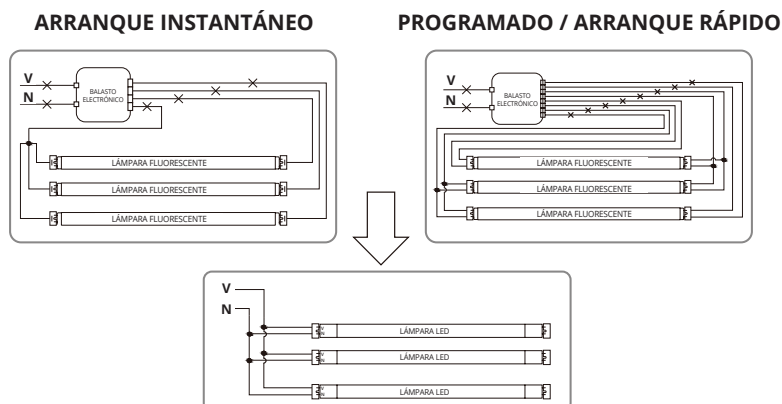 ARRANQUE INSTANTÁNEO
V
N
BALASTO
ELECTRÓNICO
LÁMPARA FLUORESCENTE
LÁMPARA FLUORESCENTE
LÁMPARA FLUORESCENTE
PROGRAMADO / ARRANQUE RÁPIDO
V
N
BALASTO
ELECTRÓNICO
LÁMPARA FLUORESCENTE
LÁMPARA FLUORESCENTE
LÁMPARA FLUORESCENTE
V
N
V
N
LÁMPARA LED
V
N
LÁMPARA LED
V
N
LÁMPARA LED